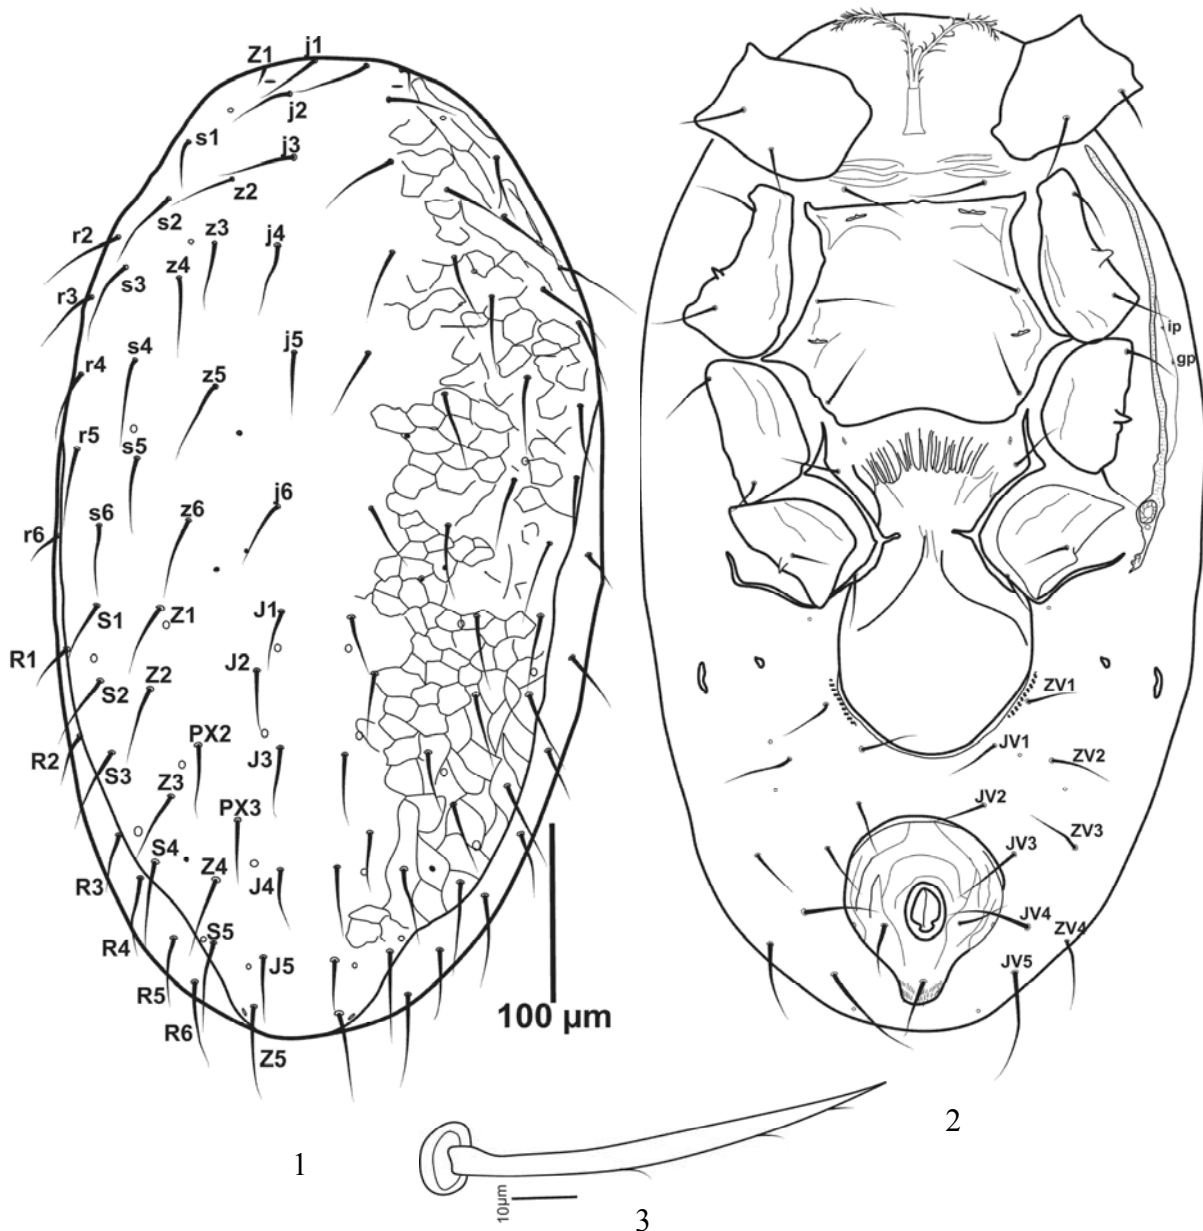 Z1 j1
j2
s1
j3
z2
s2
r2
z3 j4
z4
s3
r3
s4 j5
r4
z5
r5 s5
s6 z6 j6
r6
S1 Z1 J1
R1
J2
S2 Z2
PX2
R2 S3 J3
Z3
PX3
S4
R3 Z4 J4
R4 S5
J5
R5
R6
Z5
100 µm
1
ip
gp
ZV1
JV1 ZV2
JV2
ZV3
JV3
JV4
ZV4
JV5
2
10µm
3